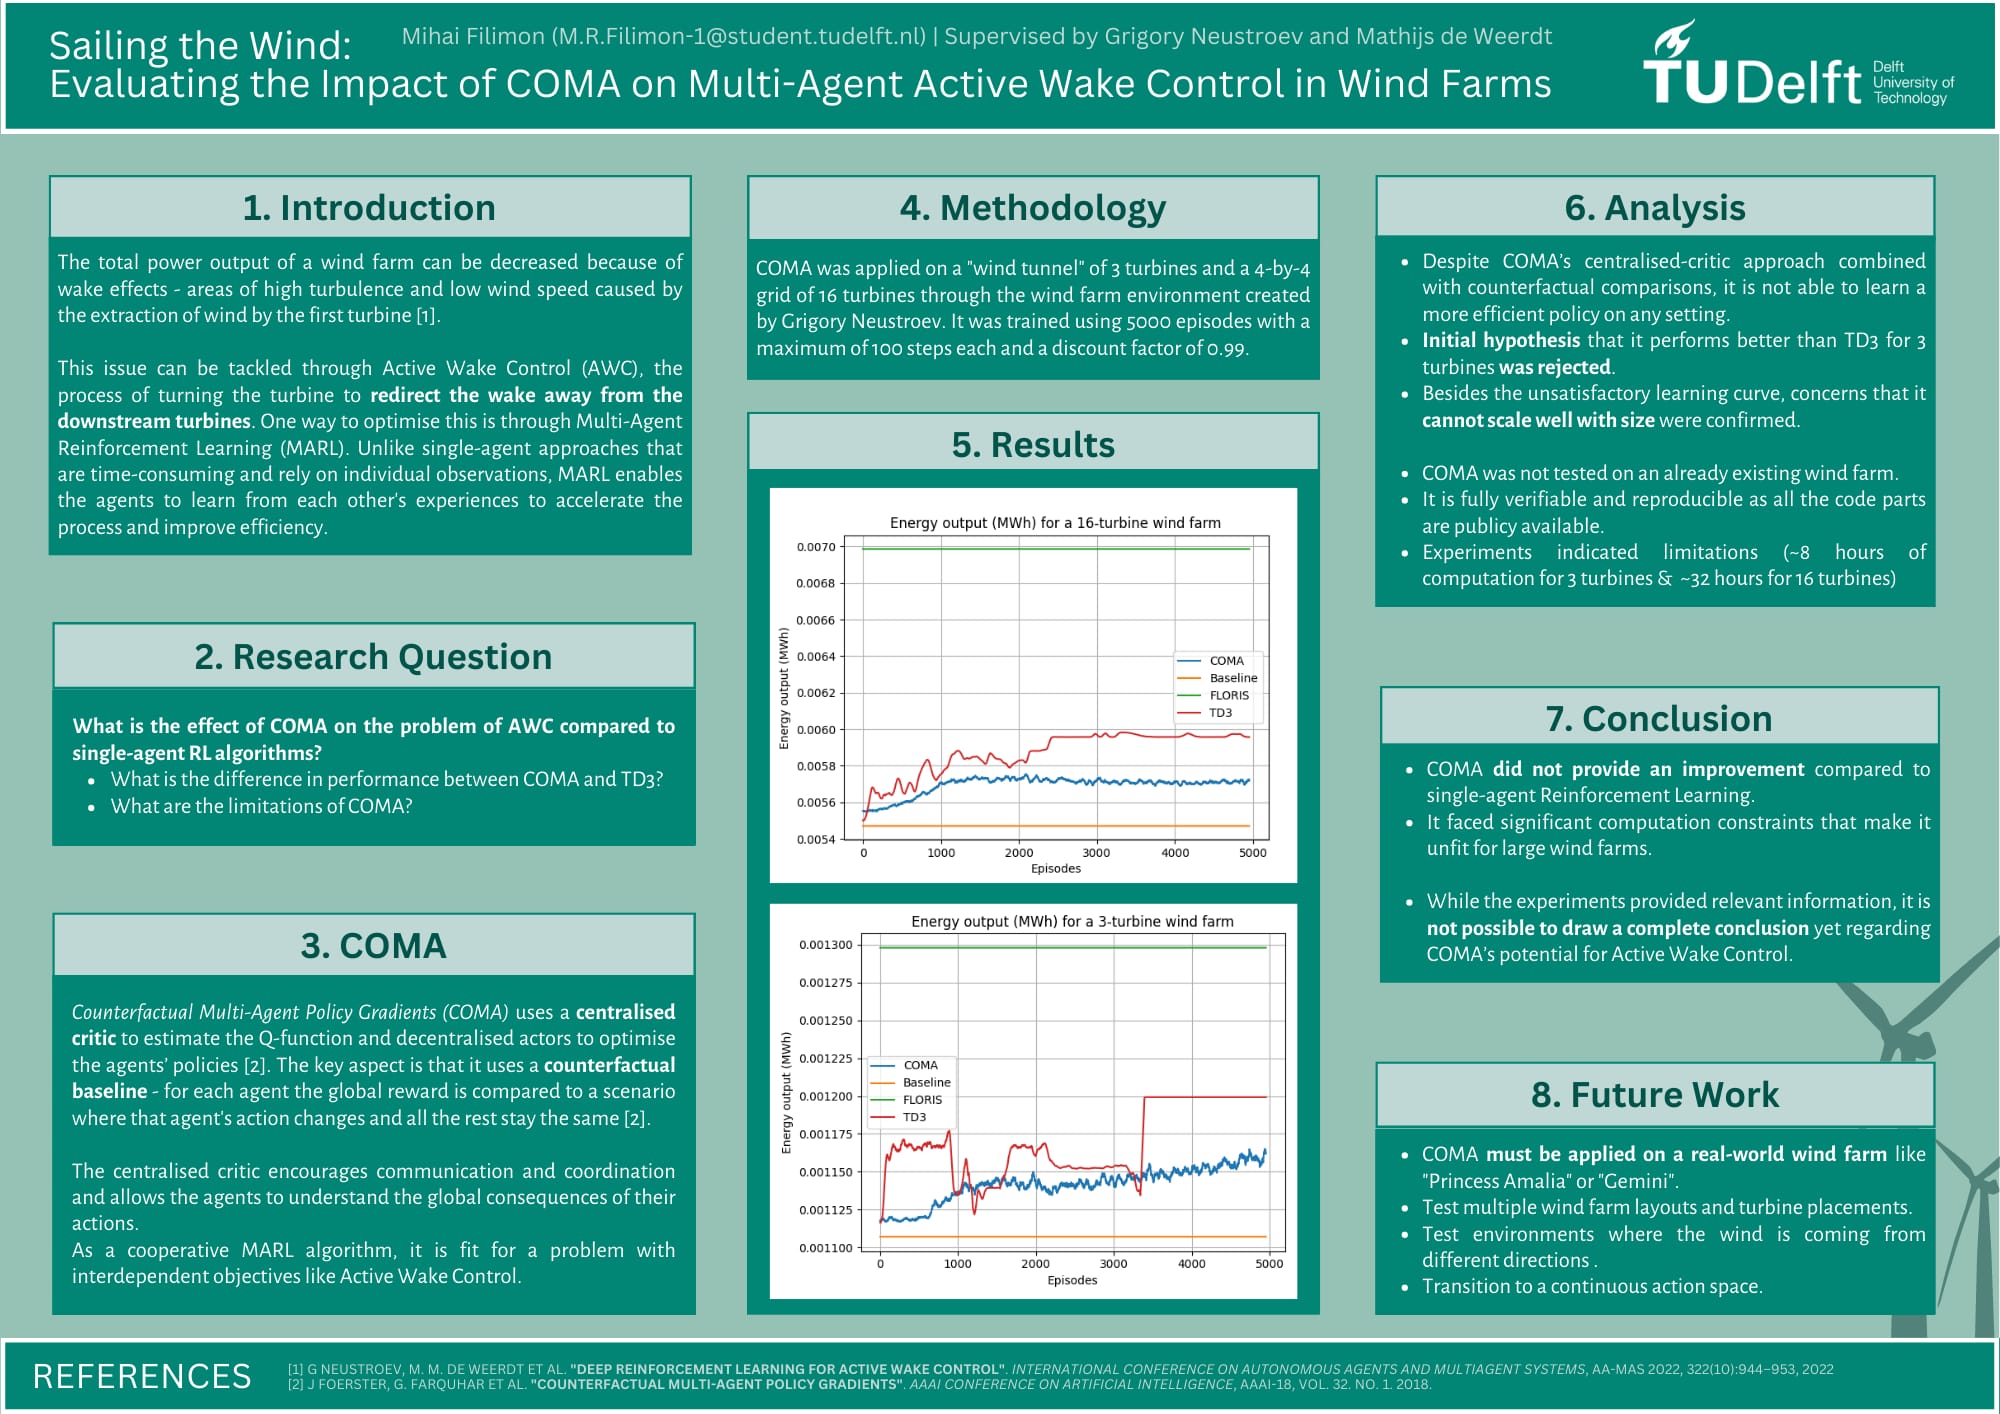 Sailing the Wind:
Mihai Filimon (M.R.Filimon-1@student.tudelft.nl) | Supervised by Grigory Neustroev and Mathijs de Weerdt
Evaluating the Impact of COMA on Multi-Agent Active Wake Control in Wind Farms
TUDelft
Delft
University of
Technology
1. Introduction
The total power output of a wind farm can be decreased because of
wake effects - areas of high turbulence and low wind speed caused by
the extraction of wind by the first turbine [1].
This issue can be tackled through Active Wake Control (AWC), the
process of turning the turbine to redirect the wake away from the
downstream turbines. One way to optimise this is through Multi-Agent
Reinforcement Learning (MARL). Unlike single-agent approaches that
are time-consuming and rely on individual observations, MARL enables
the agents to learn from each other's experiences to accelerate the
process and improve efficiency.
2. Research Question
What is the effect of COMA on the problem of AWC compared to
single-agent RL algorithms?
• What is the difference in performance between COMA and TD3?
• What are the limitations of COMA?
3. COMA
Counterfactual Multi-Agent Policy Gradients (COMA) uses a centralised
critic to estimate the Q-function and decentralised actors to optimise
the agents' policies [2]. The key aspect is that it uses a counterfactual
baseline - for each agent the global reward is compared to a scenario
where that agent's action changes and all the rest stay the same [2].
The centralised critic encourages communication and coordination
and allows the agents to understand the global consequences of their
actions.
As a cooperative MARL algorithm, it is fit for a problem with
interdependent objectives like Active Wake Control.
4. Methodology
COMA was applied on a "wind tunnel" of 3 turbines and a 4-by-4
grid of 16 turbines through the wind farm environment created
by Grigory Neustroev. It was trained using 5000 episodes with a
maximum of 100 steps each and a discount factor of 0.99.
5. Results
Energy output (MWh) for a 16-turbine wind farm
Energy output (MWh)
0.0070
0.0068
0.0066
0.0064
0.0062
0.0060
0.0058
0.0056
0.0054
COMA
Baseline
FLORIS
TD3
0 1000 2000 3000 4000 5000
Episodes
Energy output (MWh) for a 3-turbine wind farm
Energy output (MWh)
0.001300
0.001275
0.001250
0.001225
0.001200
0.001175
0.001150
0.001125
0.001100
COMA
Baseline
FLORIS
TD3
0 1000 2000 3000 4000 5000
Episodes
6. Analysis
• Despite COMA's centralised-critic approach combined
with counterfactual comparisons, it is not able to learn a
more efficient policy on any setting.
• Initial hypothesis that it performs better than TD3 for 3
turbines was rejected.
• Besides the unsatisfactory learning curve, concerns that it
cannot scale well with size were confirmed.
• COMA was not tested on an already existing wind farm.
• It is fully verifiable and reproducible as all the code parts
are publicy available.
• Experiments indicated limitations (~8 hours of
computation for 3 turbines & ~32 hours for 16 turbines)
7. Conclusion
• COMA did not provide an improvement compared to
single-agent Reinforcement Learning.
• It faced significant computation constraints that make it
unfit for large wind farms.
• While the experiments provided relevant information, it is
not possible to draw a complete conclusion yet regarding
COMA's potential for Active Wake Control.
8. Future Work
• COMA must be applied on a real-world wind farm like
"Princess Amalia" or "Gemini".
• Test multiple wind farm layouts and turbine placements.
• Test environments where the wind is coming from
different directions .
• Transition to a continuous action space.
REFERENCES
[1] G NEUSTROEV, M. M. DE WEERDT ET AL. "DEEP REINFORCEMENT LEARNING FOR ACTIVE WAKE CONTROL". INTERNATIONAL CONFERENCE ON AUTONOMOUS AGENTS AND MULTIAGENT SYSTEMS, AA-MAS 2022, 322(10):944–953, 2022
[2] J FOERSTER, G. FARQUHAR ET AL. "COUNTERFACTUAL MULTI-AGENT POLICY GRADIENTS". AAAI CONFERENCE ON ARTIFICIAL INTELLIGENCE, AAAI-18, VOL. 32. NO. 1. 2018.